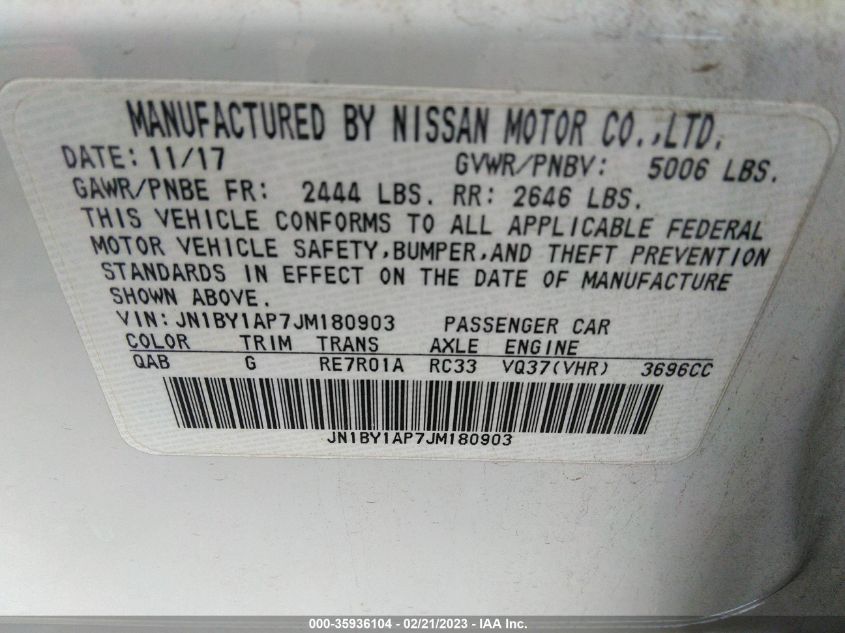 MANUFACTURED BY NISSAN MOTOR CO.,LTD.
DATE: 11/17 GVWR/PNBV: 5006 LBS.
GAWR/PNBE FR: 2444 LBS. RR: 2646 LBS.
THIS VEHICLE CONFORMS TO ALL APPLICABLE FEDERAL
MOTOR VEHICLE SAFETY,BUMPER,AND THEFT PREVENTION
STANDARDS IN EFFECT ON THE DATE OF MANUFACTURE
SHOWN ABOVE.
VIN: JN1BY1AP7JM180903 PASSENGER CAR
COLOR TRIM TRANS AXLE ENGINE
QAB G RE7R01A RC33 VQ37(VHR) 3696CC
JN1BY1AP7JM180903
000-35936104 — 02/21/2023 — IAA Inc.